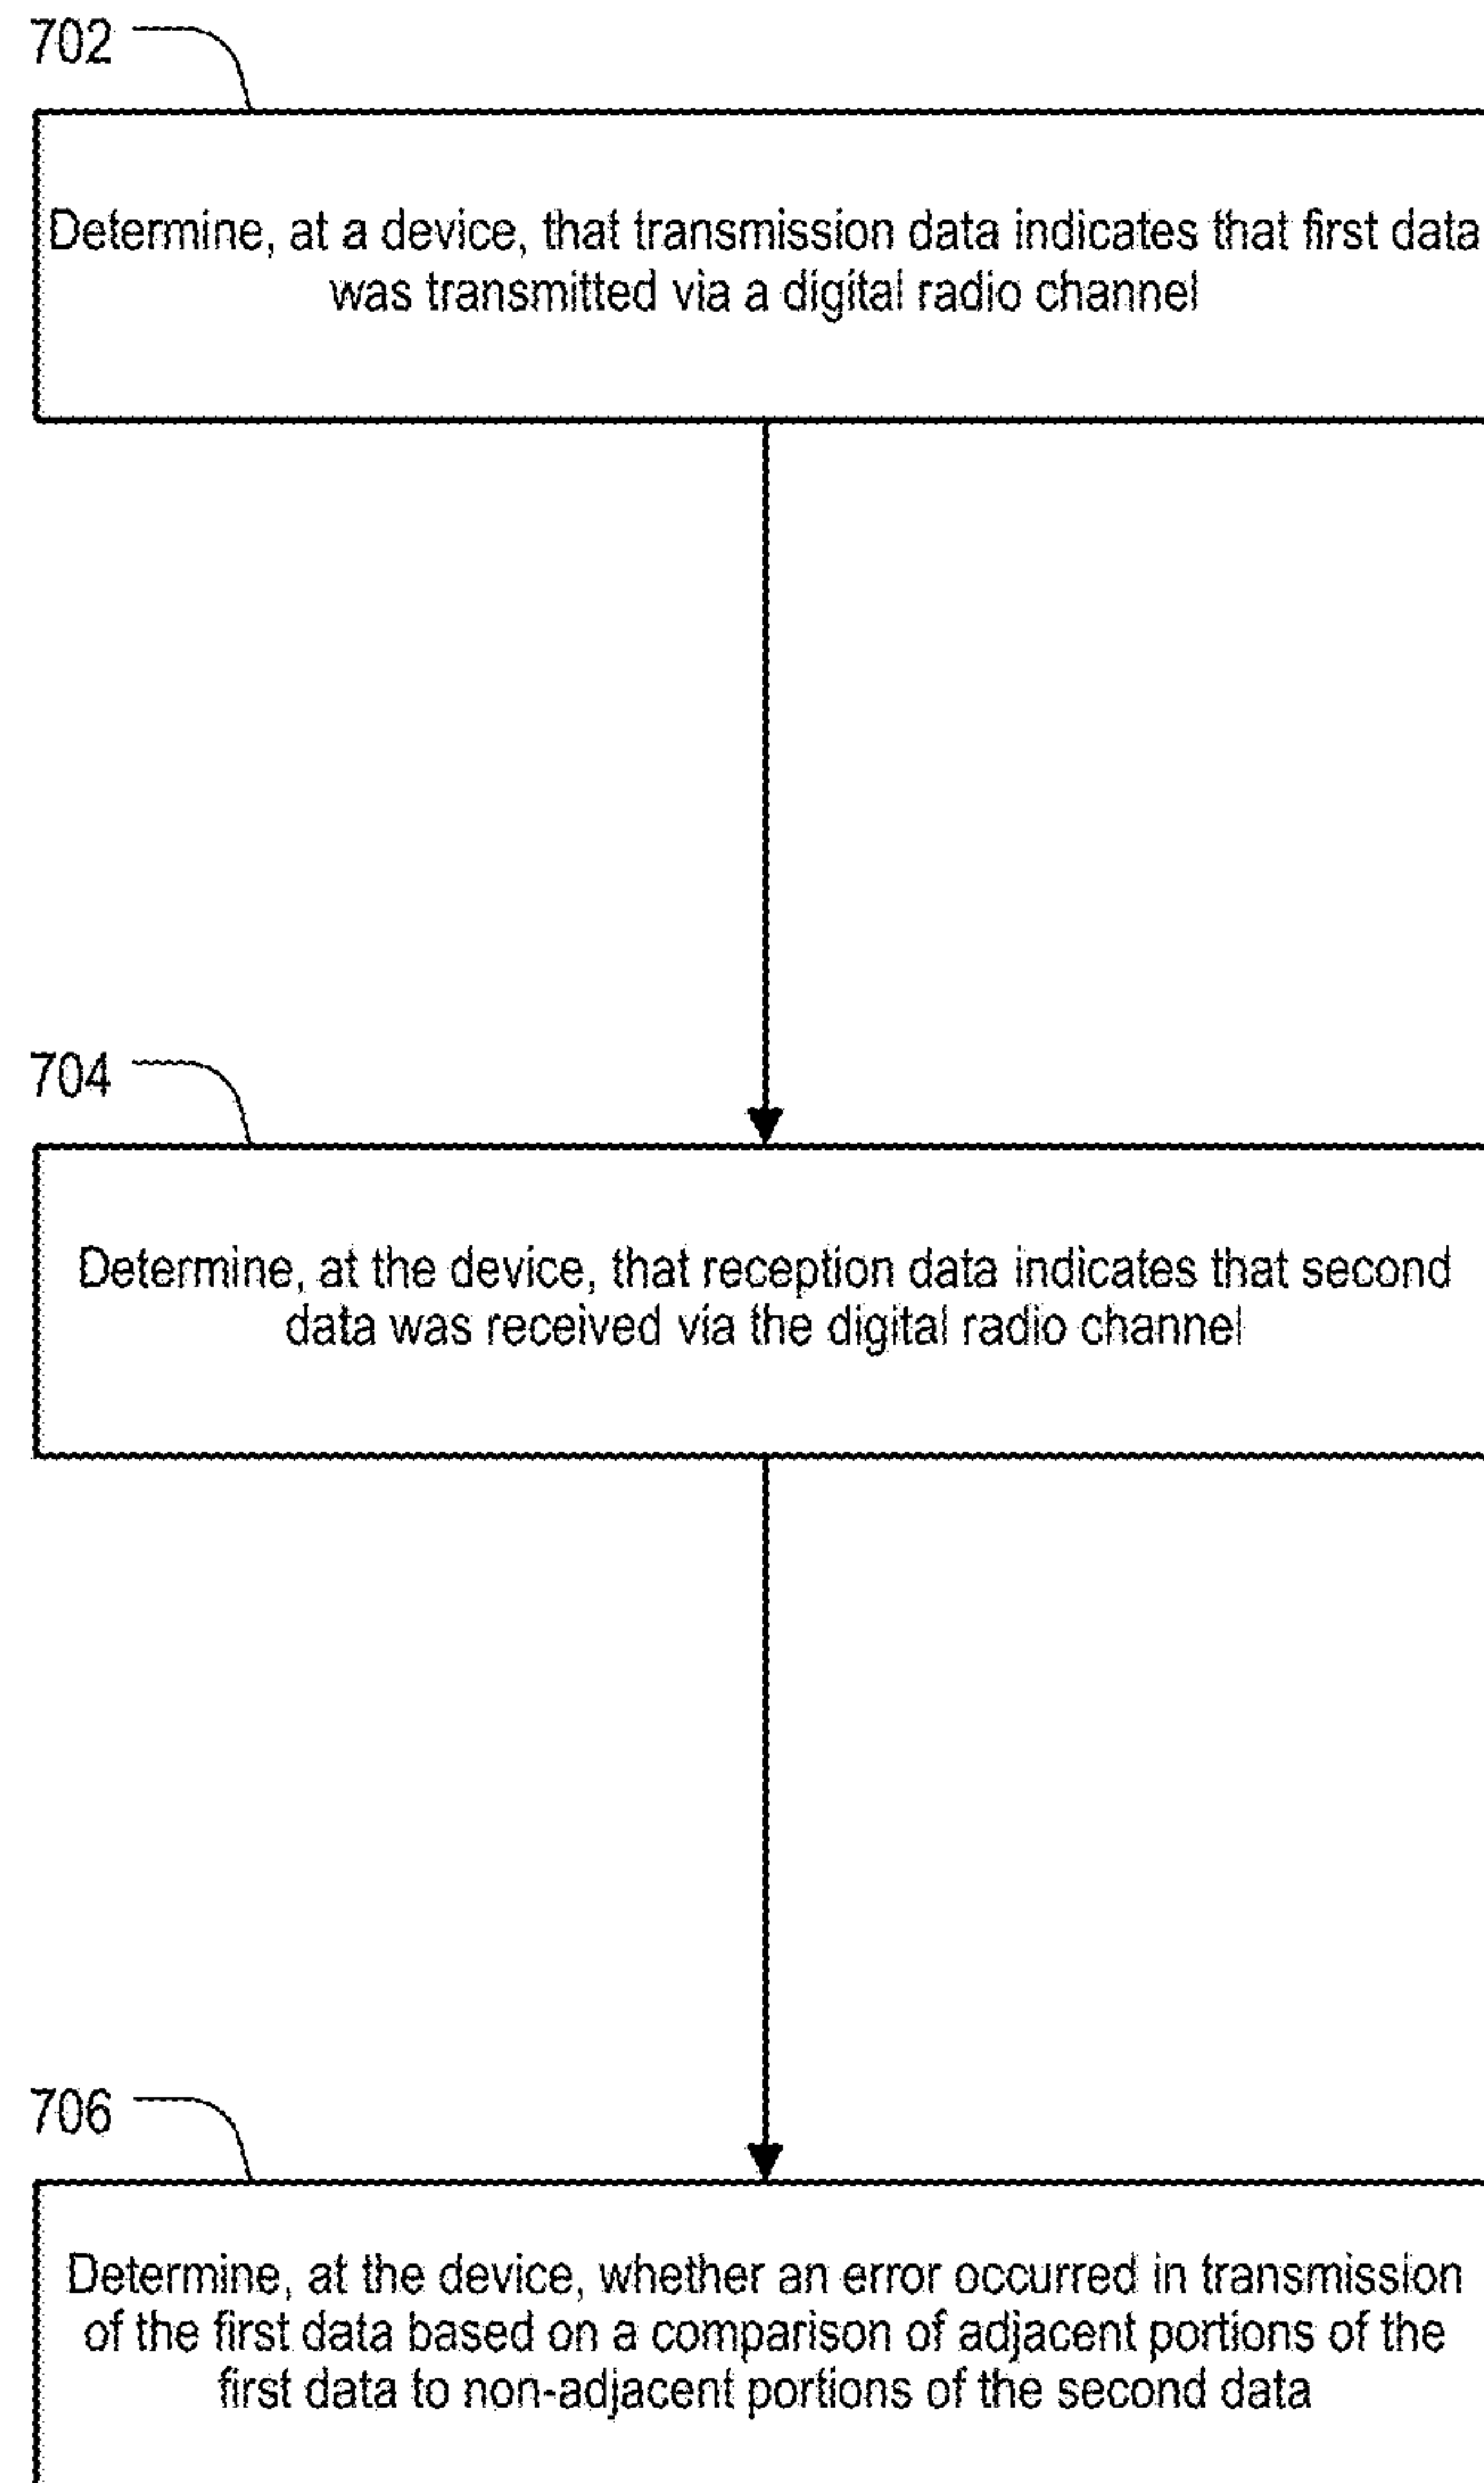 702
Determine, at a device, that transmission data indicates that first data
was transmitted via a digital radio channel
704
Determine, at the device, that reception data indicates that second
data was received via the digital radio channel
706
Determine, at the device, whether an error occurred in transmission
of the first data based on a comparison of adjacent portions of the
first data to non-adjacent portions of the second data